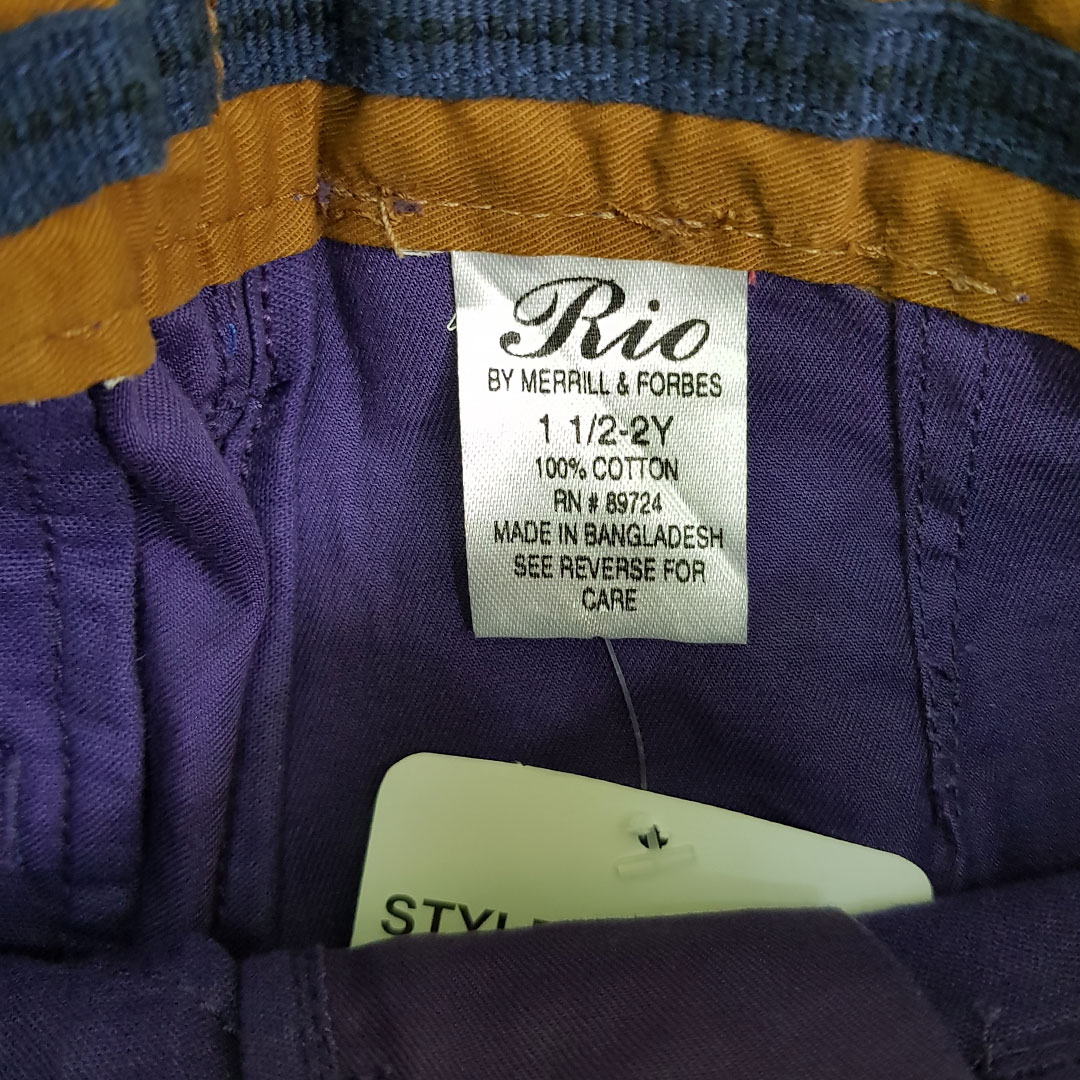 Rio
BY MERRILL & FORBES
1 1/2-2Y
100% COTTON
RN # 89724
MADE IN BANGLADESH
SEE REVERSE FOR
CARE